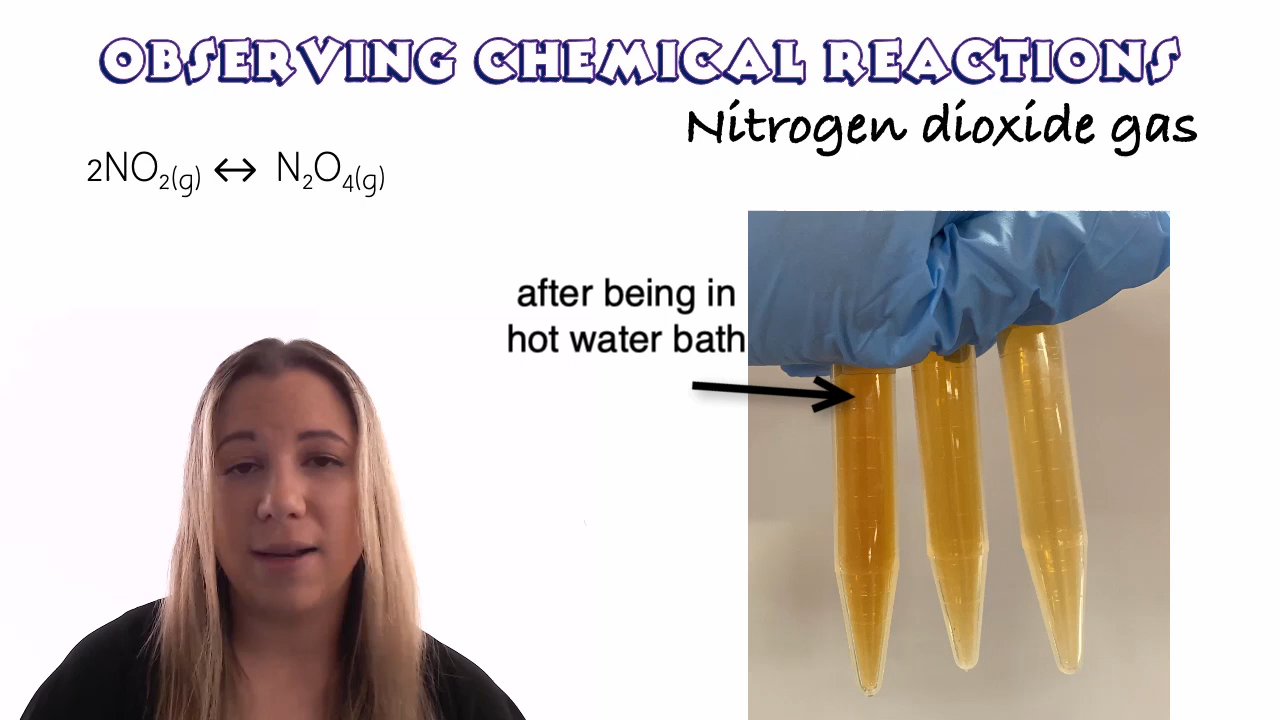 OBSERVING CHEMICAL REACTIONS
Nitrogen dioxide gas
2NO₂(g) ↔ N₂O₄(g)
after being in
hot water bath